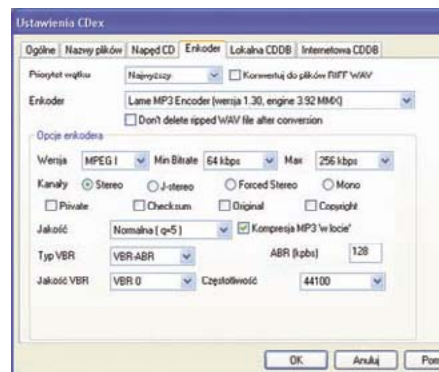 Ustawienia CDex
Ogólne Nazwy plików Napęd CD Enkoder Lokalna CDDB Internetowa CDDB
Priorytet wątku Najwyższy Konwertuj do plików RIFF WAV
Enkoder Lame MP3 Encoder (wersja 1.30, engine 3.92 MMX)
Don't delete ripped WAV file after conversion
Opcje enkodera
Wersja MPEG I Min Bitrate 64 kbps Max 256 kbps
Kanały Stereo J-stereo Forced Stereo Mono
Private Checksum Original Copyright
Jakość Normalna ( q=5 ) Kompresja MP3 'w locie'
Typ VBR VBR-ABR ABR (kpbs) 128
Jakość VBR VBR 0 Częstotliwość 44100
OK Anuluj Pom